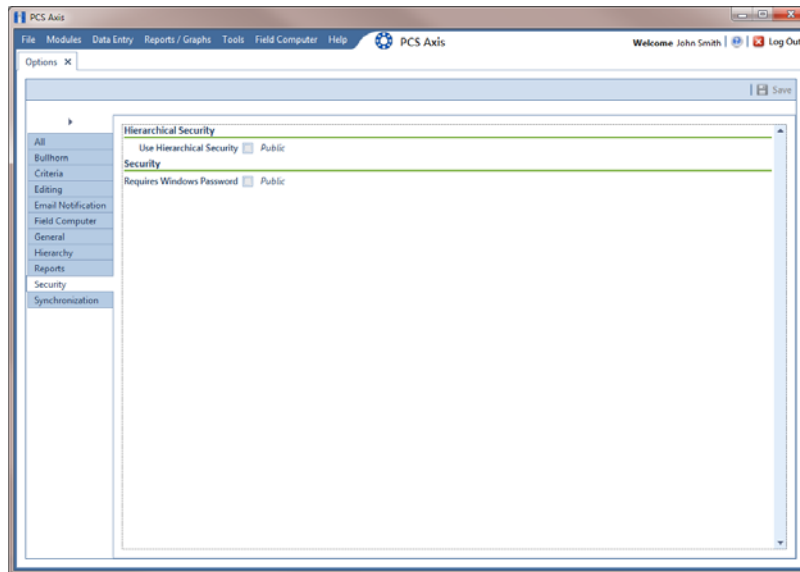 PCS Axis
File Modules Data Entry Reports / Graphs Tools Field Computer Help PCS Axis Welcome John Smith Log Out
Options X
Save
All
Bullhorn
Criteria
Editing
Email Notification
Field Computer
General
Hierarchy
Reports
Security
Synchronization
Hierarchical Security
Use Hierarchical Security Public
Security
Requires Windows Password Public